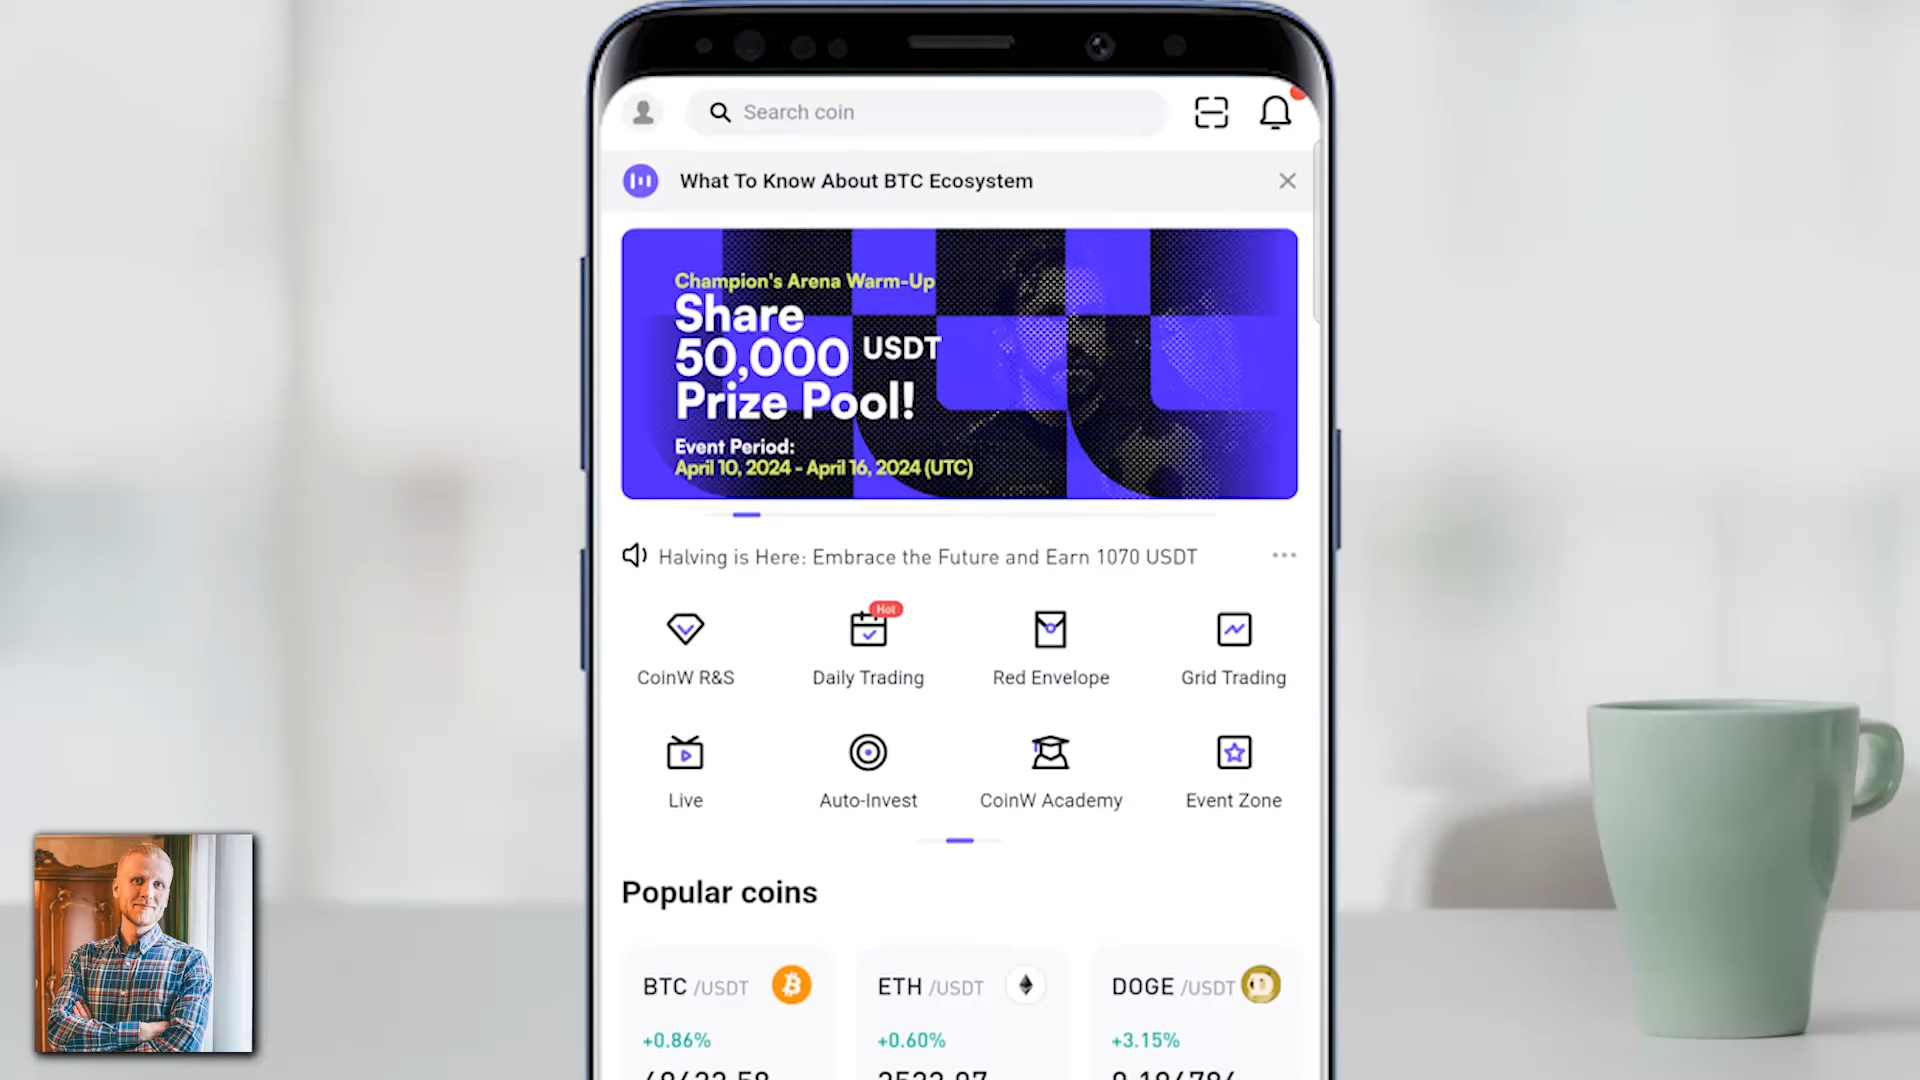 Search coin
What To Know About BTC Ecosystem
Champion's Arena Warm-Up
Share
50,000 USDT
Prize Pool!
Event Period:
April 10, 2024 - April 16, 2024 (UTC)
Halving is Here: Embrace the Future and Earn 1070 USDT
Hot
CoinW R&S
Daily Trading
Red Envelope
Grid Trading
Live
Auto-Invest
CoinW Academy
Event Zone
Popular coins
BTC /USDT
ETH /USDT
DOGE /USDT
+0.86%
+0.60%
+3.15%